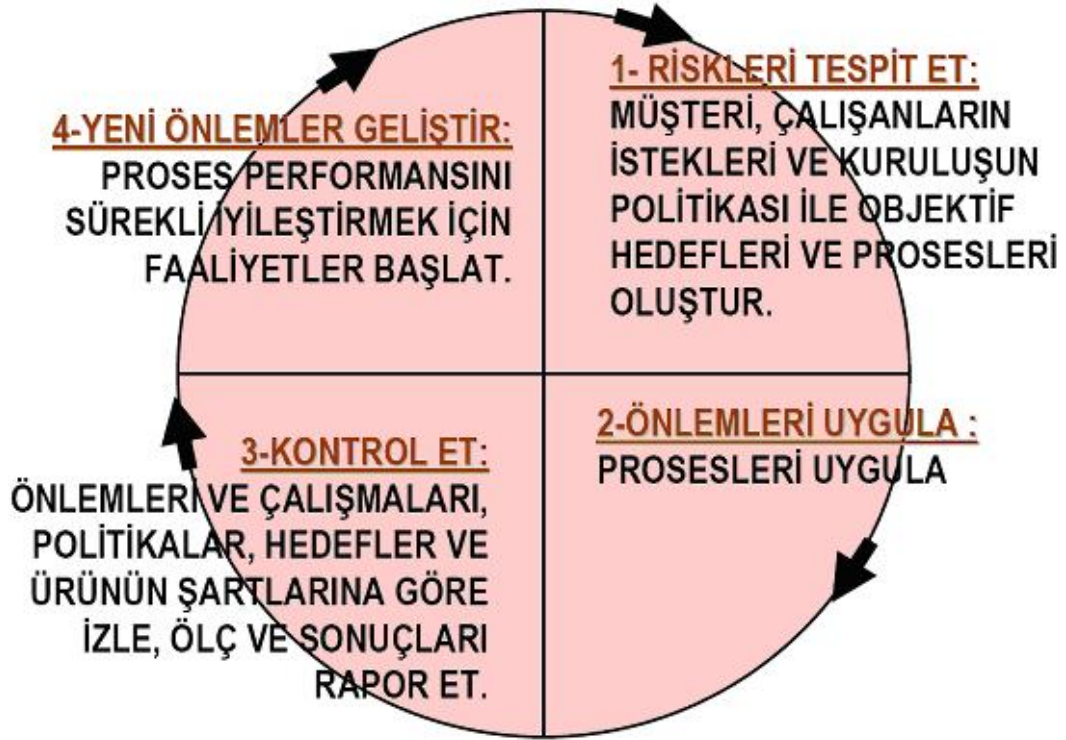 1- RİSKLERİ TESPİT ET:
MÜŞTERİ, ÇALIŞANLARIN
İSTEKLERİ VE KURULUŞUN
POLİTİKASI İLE OBJEKTİF
HEDEFLERİ VE PROSESLERİ
OLUŞTUR.
2-ÖNLEMLERİ UYGULA :
PROSESLERİ UYGULA
3-KONTROL ET:
ÖNLEMLERİ VE ÇALIŞMALARI,
POLİTİKALAR, HEDEFLER VE
ÜRÜNÜN ŞARTLARINA GÖRE
İZLE, ÖLÇ VE SONUÇLARI
RAPOR ET.
4-YENİ ÖNLEMLER GELİŞTİR:
PROSES PERFORMANSINI
SÜREKLİ İYİLEŞTİRMEK İÇİN
FAALİYETLER BAŞLAT.